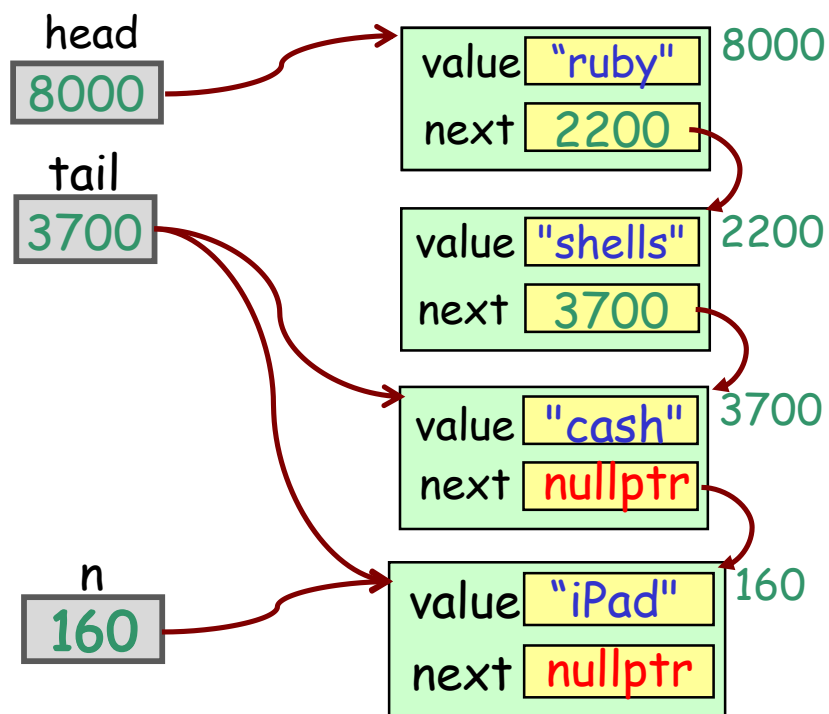 head
8000
tail
3700
n
160
value “ruby" 8000
next 2200
value "shells" 2200
next 3700
value "cash" 3700
next nullptr
value “iPad" 160
next nullptr